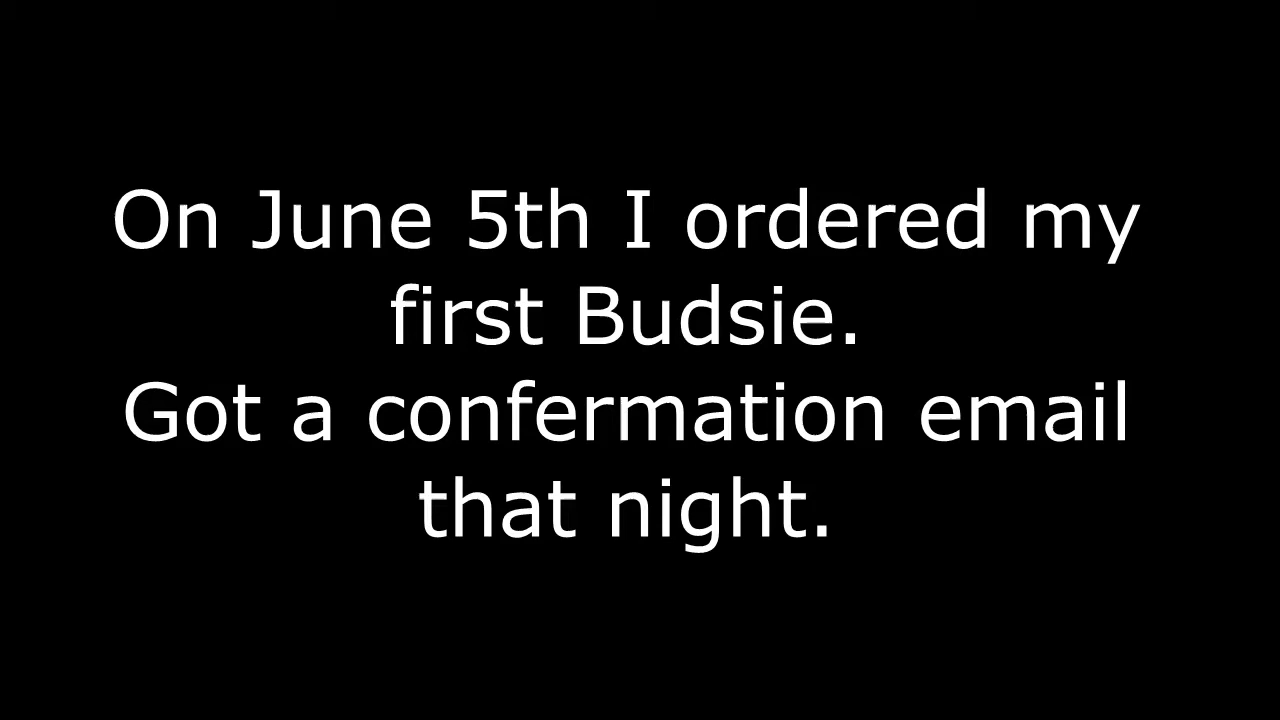 On June 5th I ordered my
first Budsie.
Got a confermation email
that night.